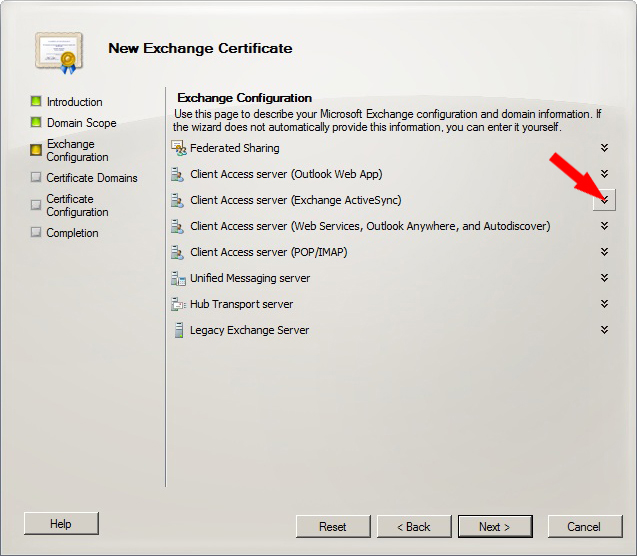 New Exchange Certificate
Introduction
Domain Scope
Exchange
Configuration
Certificate Domains
Certificate
Configuration
Completion
Exchange Configuration
Use this page to describe your Microsoft Exchange configuration and domain information. If
the wizard does not automatically provide this information, you can enter it yourself.
Federated Sharing
Client Access server (Outlook Web App)
Client Access server (Exchange ActiveSync)
Client Access server (Web Services, Outlook Anywhere, and Autodiscover)
Client Access server (POP/IMAP)
Unified Messaging server
Hub Transport server
Legacy Exchange Server
Help
Reset
< Back
Next >
Cancel